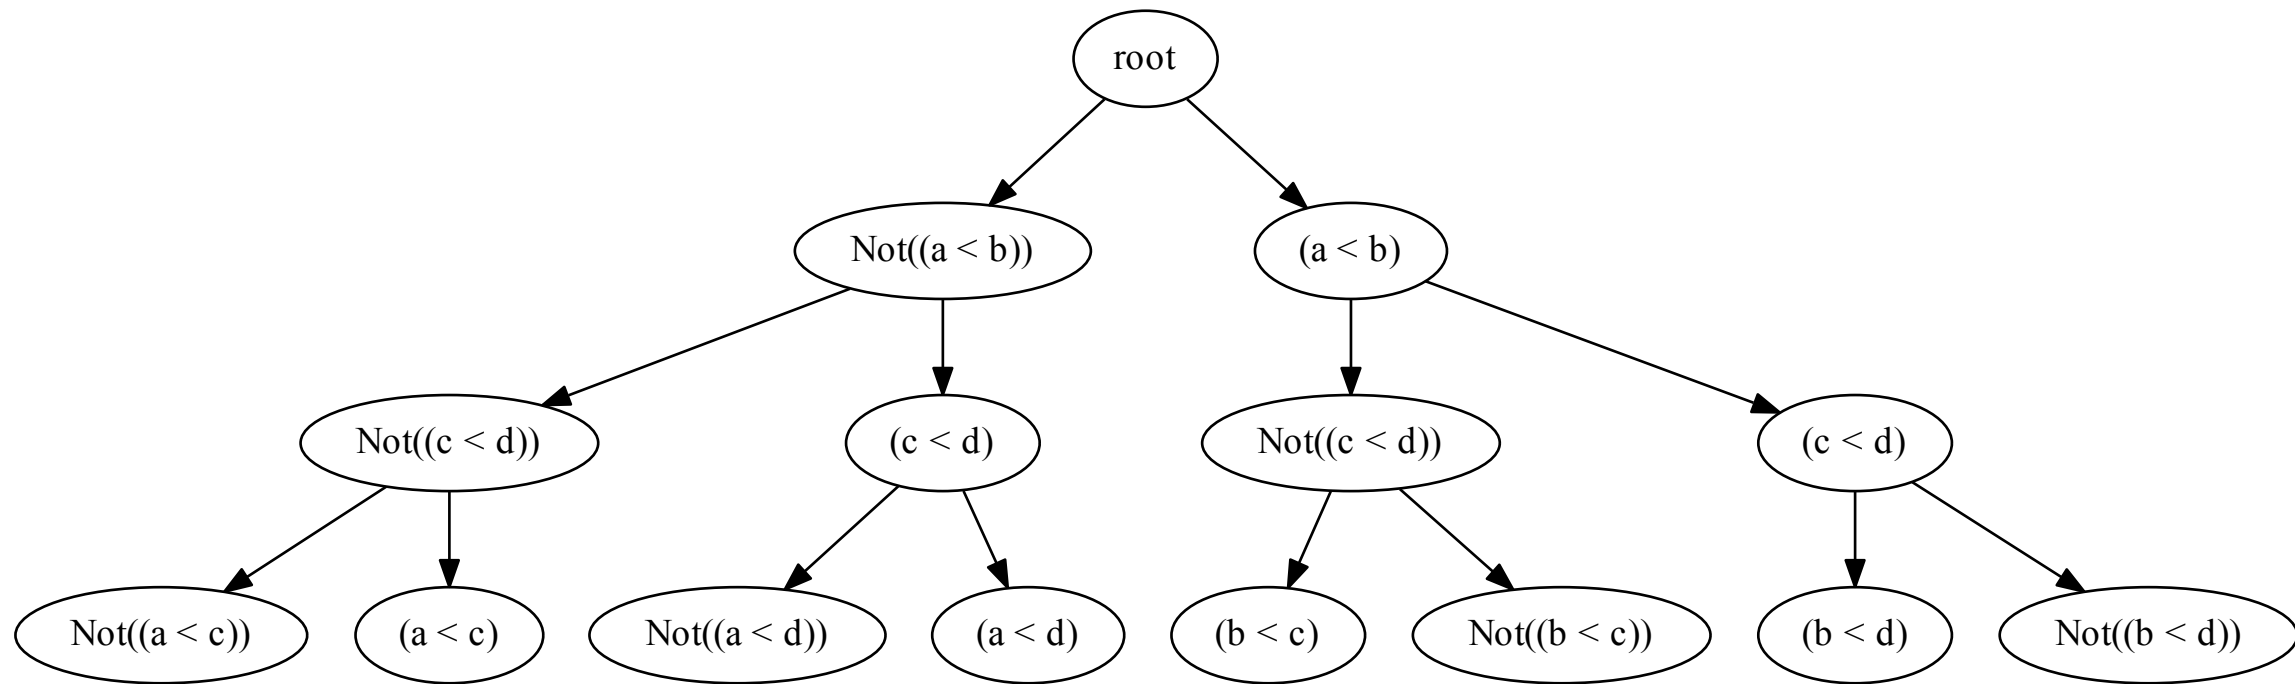 root
Not((a < b))
(a < b)
Not((c < d))
(c < d)
Not((c < d))
(c < d)
Not((a < c))
(a < c)
Not((a < d))
(a < d)
(b < c)
Not((b < c))
(b < d)
Not((b < d))